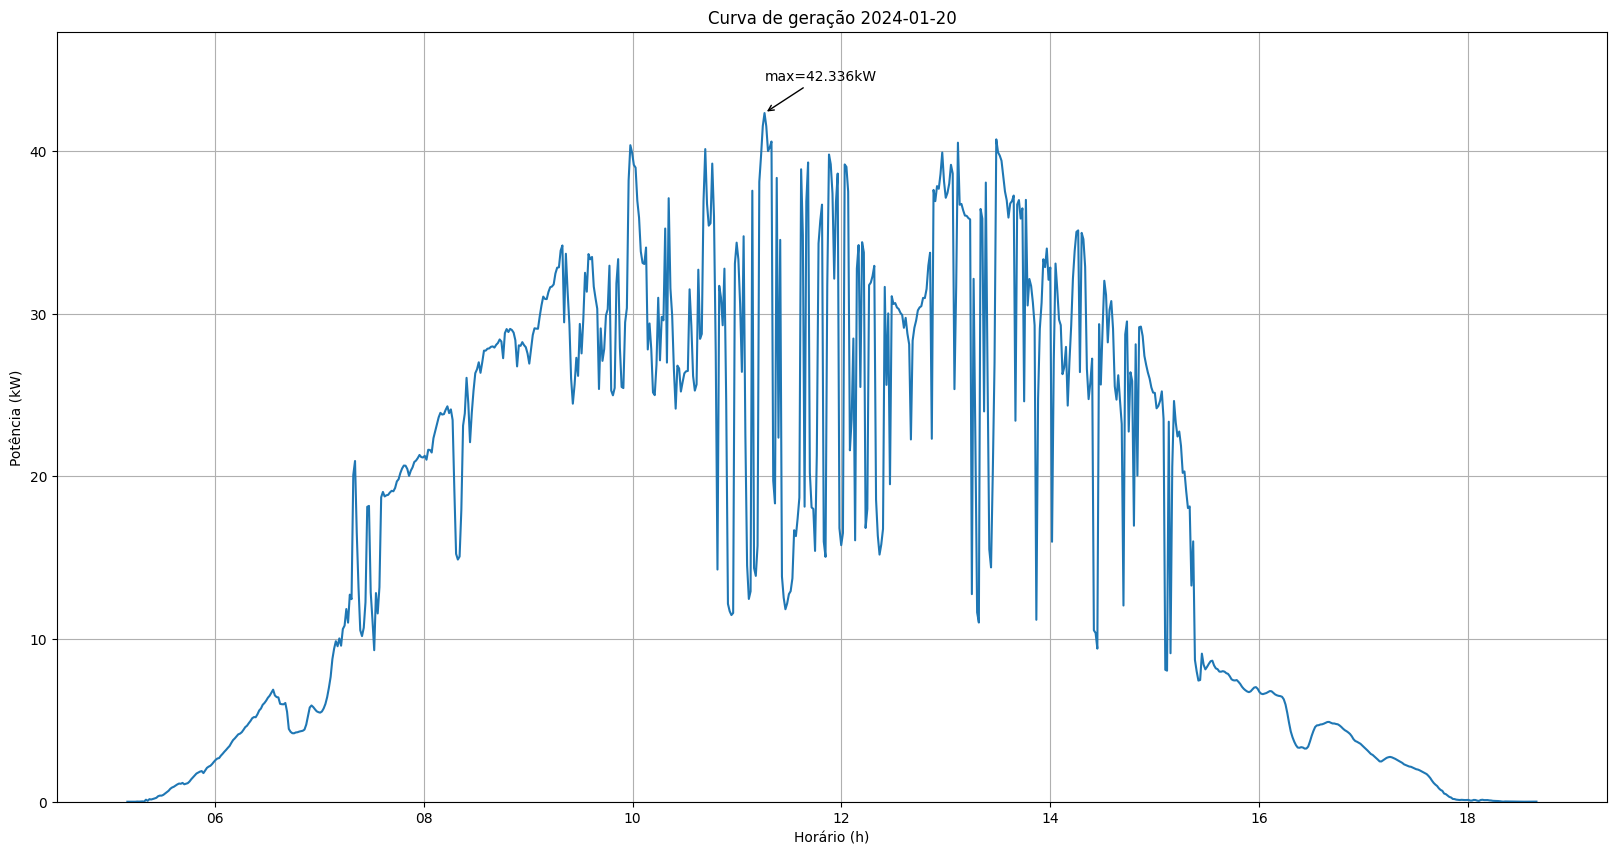 Curva de geração 2024-01-20
max=42.336kW
Potência (kW)
40
30
20
10
0
06 08 10 12 14 16 18
Horário (h)